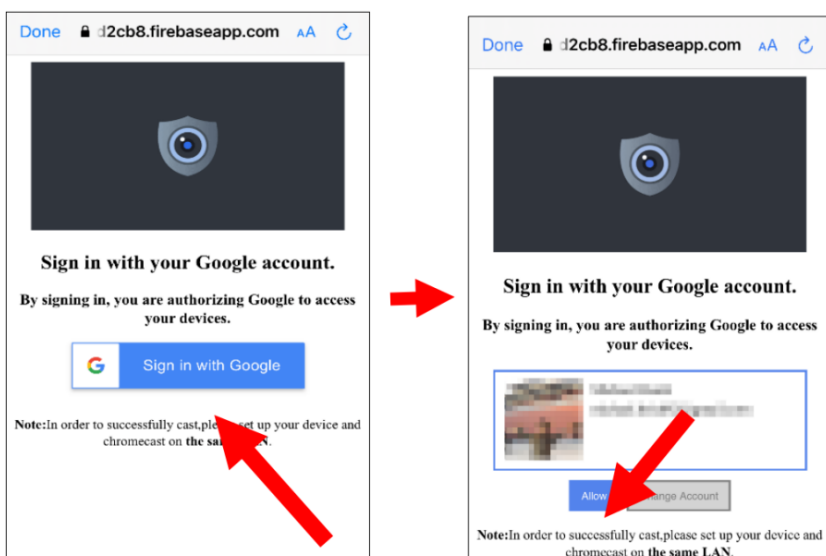 Done d2cb8.firebaseapp.com AA
Sign in with your Google account.
By signing in, you are authorizing Google to access
your devices.
G Sign in with Google
Note:In order to successfully cast,please set up your device and
chromecast on the same LAN.
Done d2cb8.firebaseapp.com AA
Sign in with your Google account.
By signing in, you are authorizing Google to access
your devices.
Allow Change Account
Note:In order to successfully cast,please set up your device and
chromecast on the same LAN.